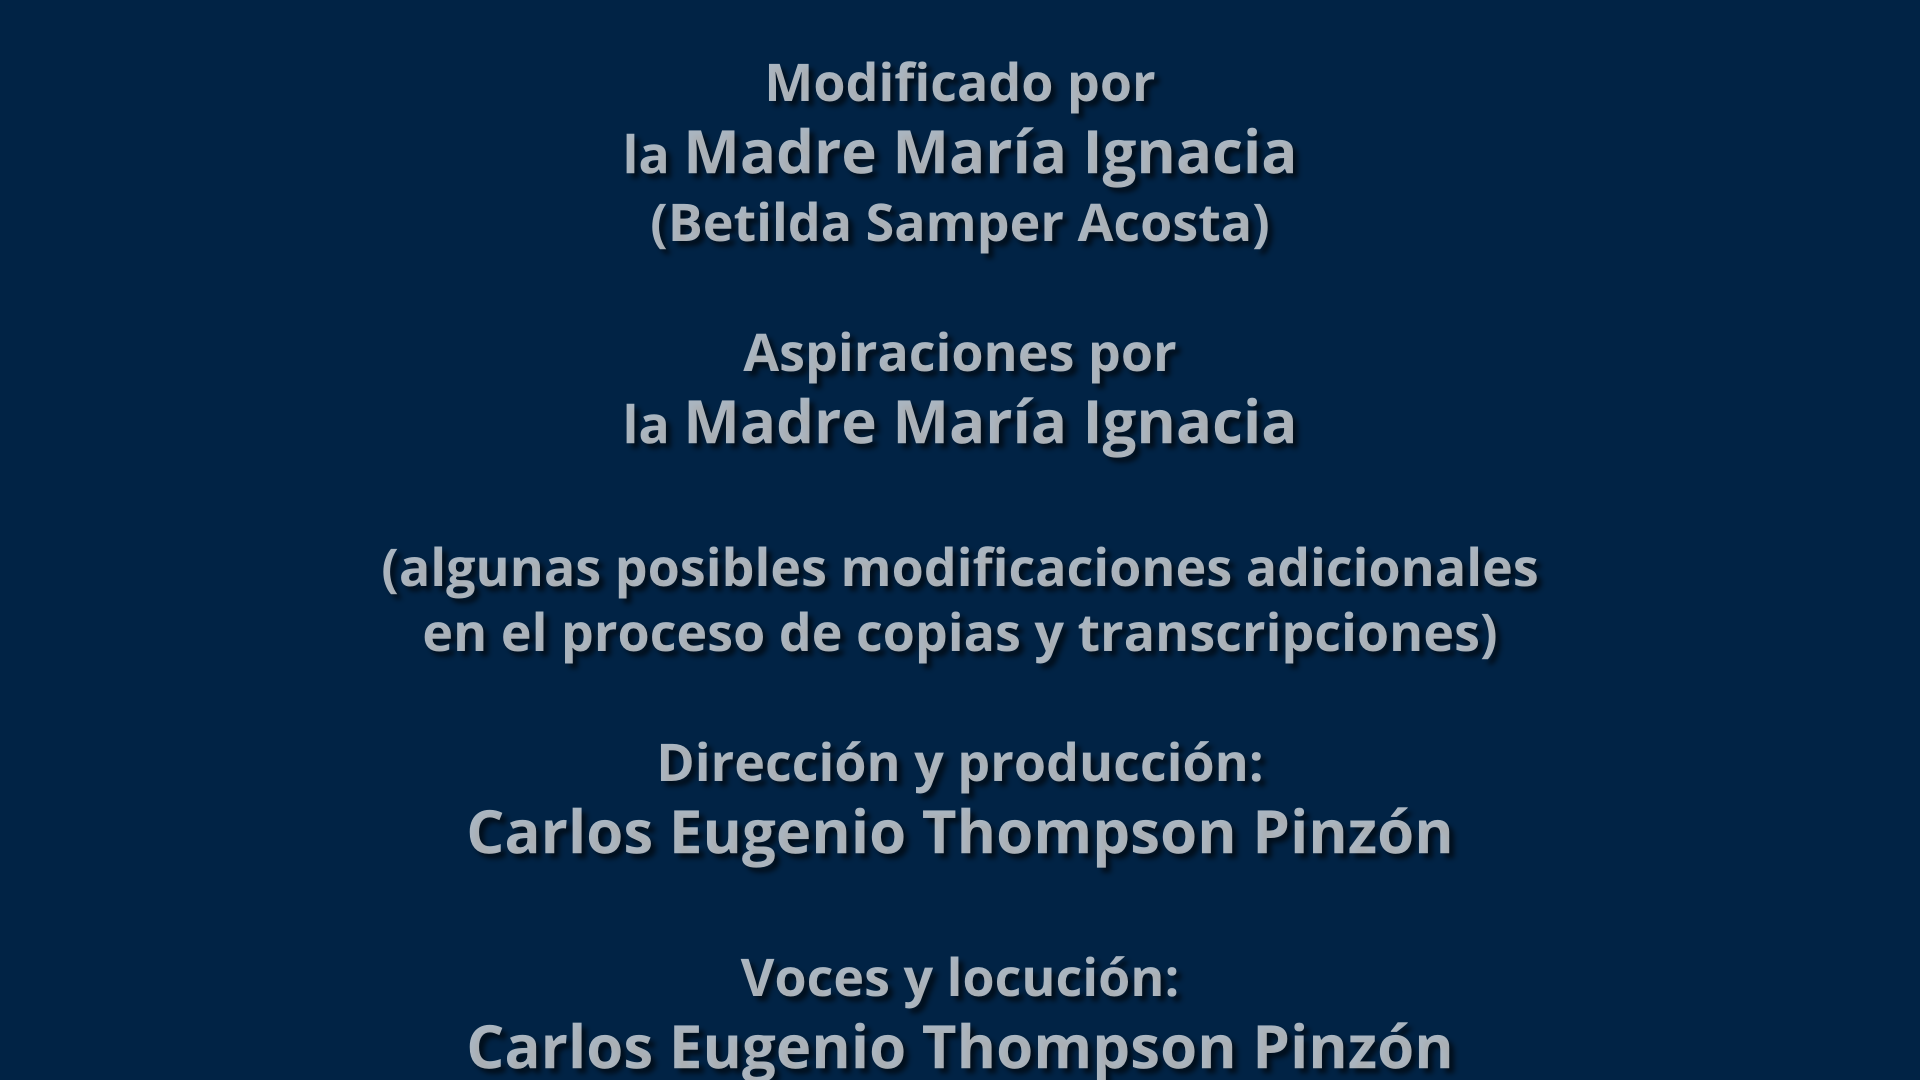 Modificado por
la Madre María Ignacia
(Betilda Samper Acosta)
Aspiraciones por
la Madre María Ignacia
(algunas posibles modificaciones adicionales
en el proceso de copias y transcripciones)
Dirección y producción:
Carlos Eugenio Thompson Pinzón
Voces y locución:
Carlos Eugenio Thompson Pinzón